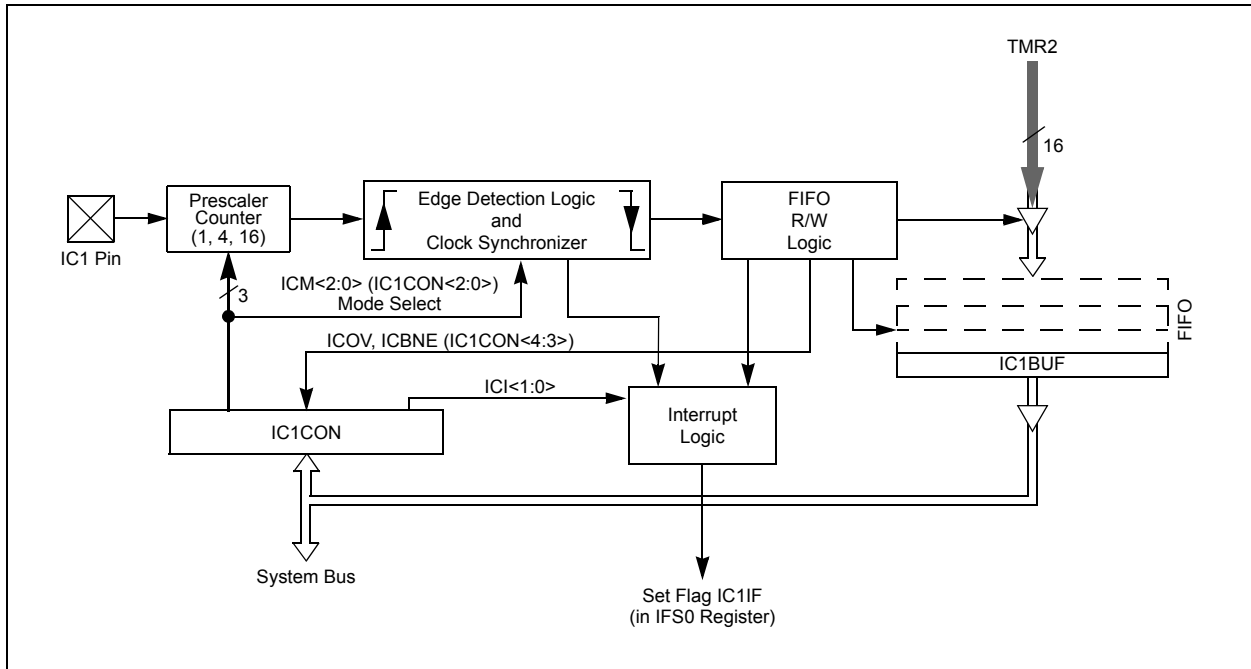 TMR2
16
Prescaler
Counter
(1, 4, 16)
IC1 Pin
Edge Detection Logic
and
Clock Synchronizer
FIFO
R/W
Logic
3
ICM<2:0> (IC1CON<2:0>)
Mode Select
FIFO
ICOV, ICBNE (IC1CON<4:3>)
IC1BUF
ICI<1:0>
IC1CON
Interrupt
Logic
System Bus
Set Flag IC1IF
(in IFS0 Register)